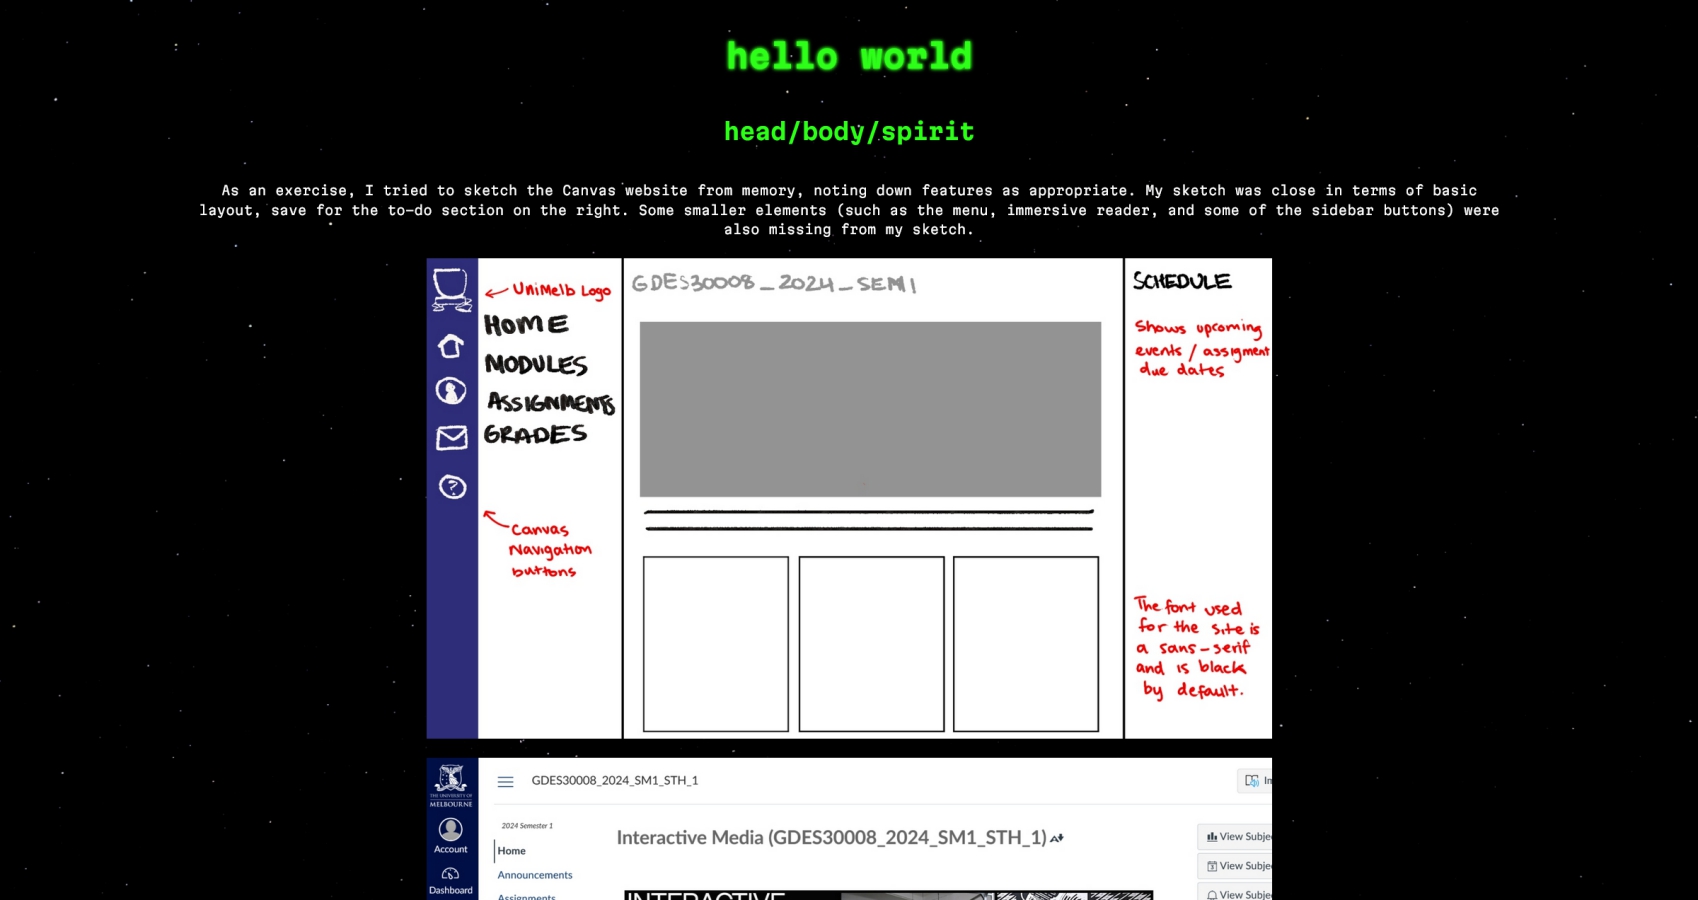 hello world
head/body/spirit
As an exercise, I tried to sketch the Canvas website from memory, noting down features as appropriate. My sketch was close in terms of basic
layout, save for the to-do section on the right. Some smaller elements (such as the menu, immersive reader, and some of the sidebar buttons) were
also missing from my sketch.
UniMelb Logo
HOME
MODULES
ASSIGNMENTS
GRADES
?
Canvas
Navigation
buttons
GDES30008_2024_SEM1
SCHEDULE
Shows upcoming
events / assigment
due dates
The font used
for the site is
a sans-serif
and is black
by default.
THE UNIVERSITY OF
MELBOURNE
Account
Dashboard
GDES30008_2024_SM1_STH_1
2024 Semester 1
Home
Announcements
Assignments
Interactive Media (GDES30008_2024_SM1_STH_1)
INTERACTIVE
Im
View Subje
View Subje
View Subje